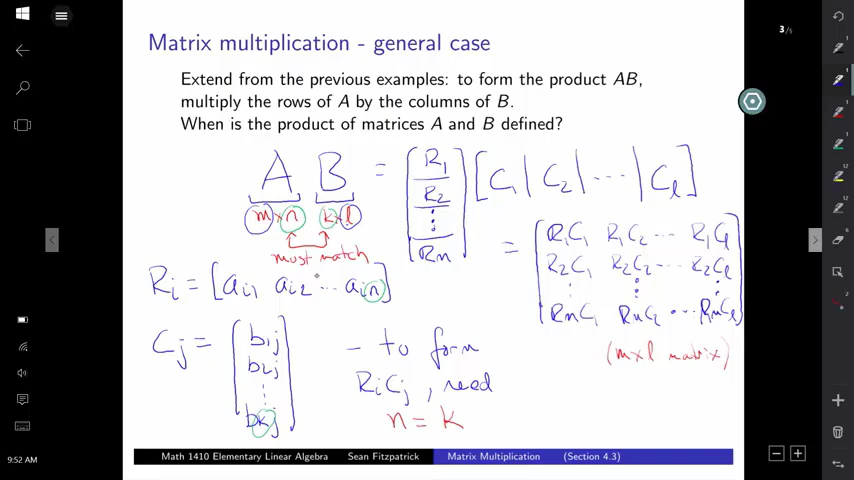 3 / 5
Matrix multiplication - general case
Extend from the previous examples: to form the product AB,
multiply the rows of A by the columns of B.
When is the product of matrices A and B defined?
A B = [R1 R2 ⋮ Rm] [C1 | C2 | ··· | Cl]
m×n k×l
must match
= [R1C1 R1C2 ··· R1Cl
R2C1 R2C2 ··· R2Cl
⋮ ⋮ ⋮
RmC1 RmC2 ··· RmCl]
(m×l matrix)
Ri = [ai1 ai2 ··· ain]
Cj = [b1j b2j ⋮ bkj]
- to form
RiCj, need
n = k
9:52 AM
Math 1410 Elementary Linear Algebra Sean Fitzpatrick Matrix Multiplication (Section 4.3)